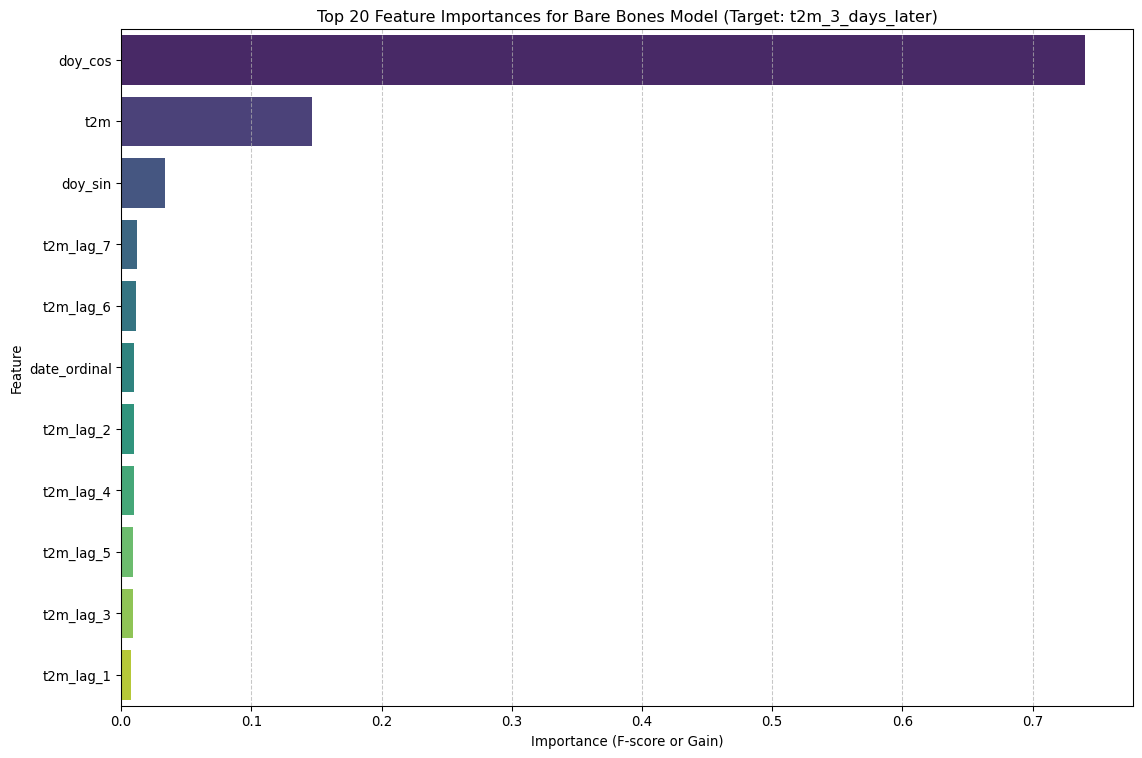 Top 20 Feature Importances for Bare Bones Model (Target: t2m_3_days_later)
Feature
doy_cos
t2m
doy_sin
t2m_lag_7
t2m_lag_6
date_ordinal
t2m_lag_2
t2m_lag_4
t2m_lag_5
t2m_lag_3
t2m_lag_1
0.0 0.1 0.2 0.3 0.4 0.5 0.6 0.7
Importance (F-score or Gain)